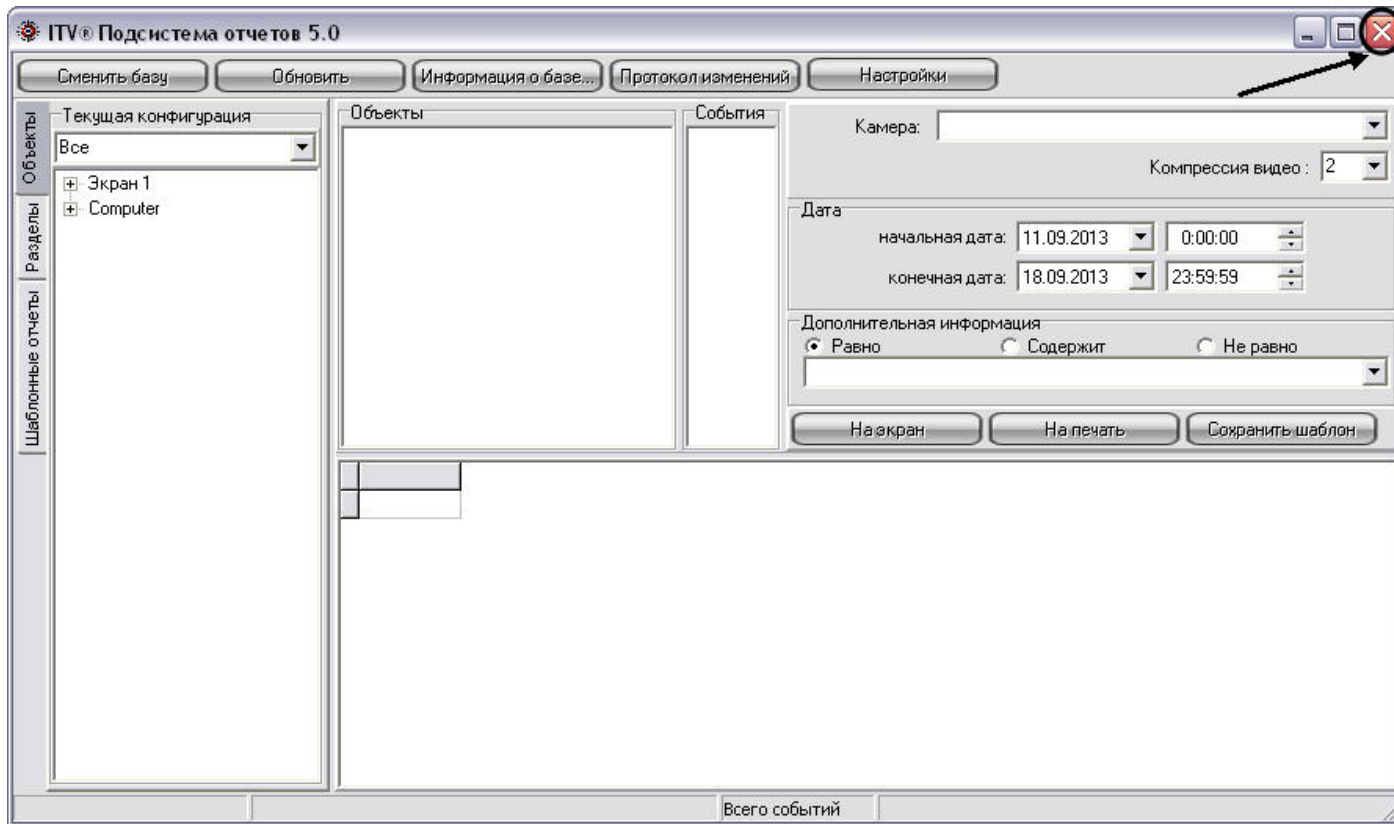 ITV® Подсистема отчетов 5.0
Сменить базу Обновить Информация о базе... Протокол изменений Настройки
Объекты
Разделы
Шаблонные отчеты
Текущая конфигурация
Все
Экран 1
Computer
Объекты
События
Камера:
Компрессия видео : 2
Дата
начальная дата: 11.09.2013 0:00:00
конечная дата: 18.09.2013 23:59:59
Дополнительная информация
Равно Содержит Не равно
На экран На печать Сохранить шаблон
Всего событий